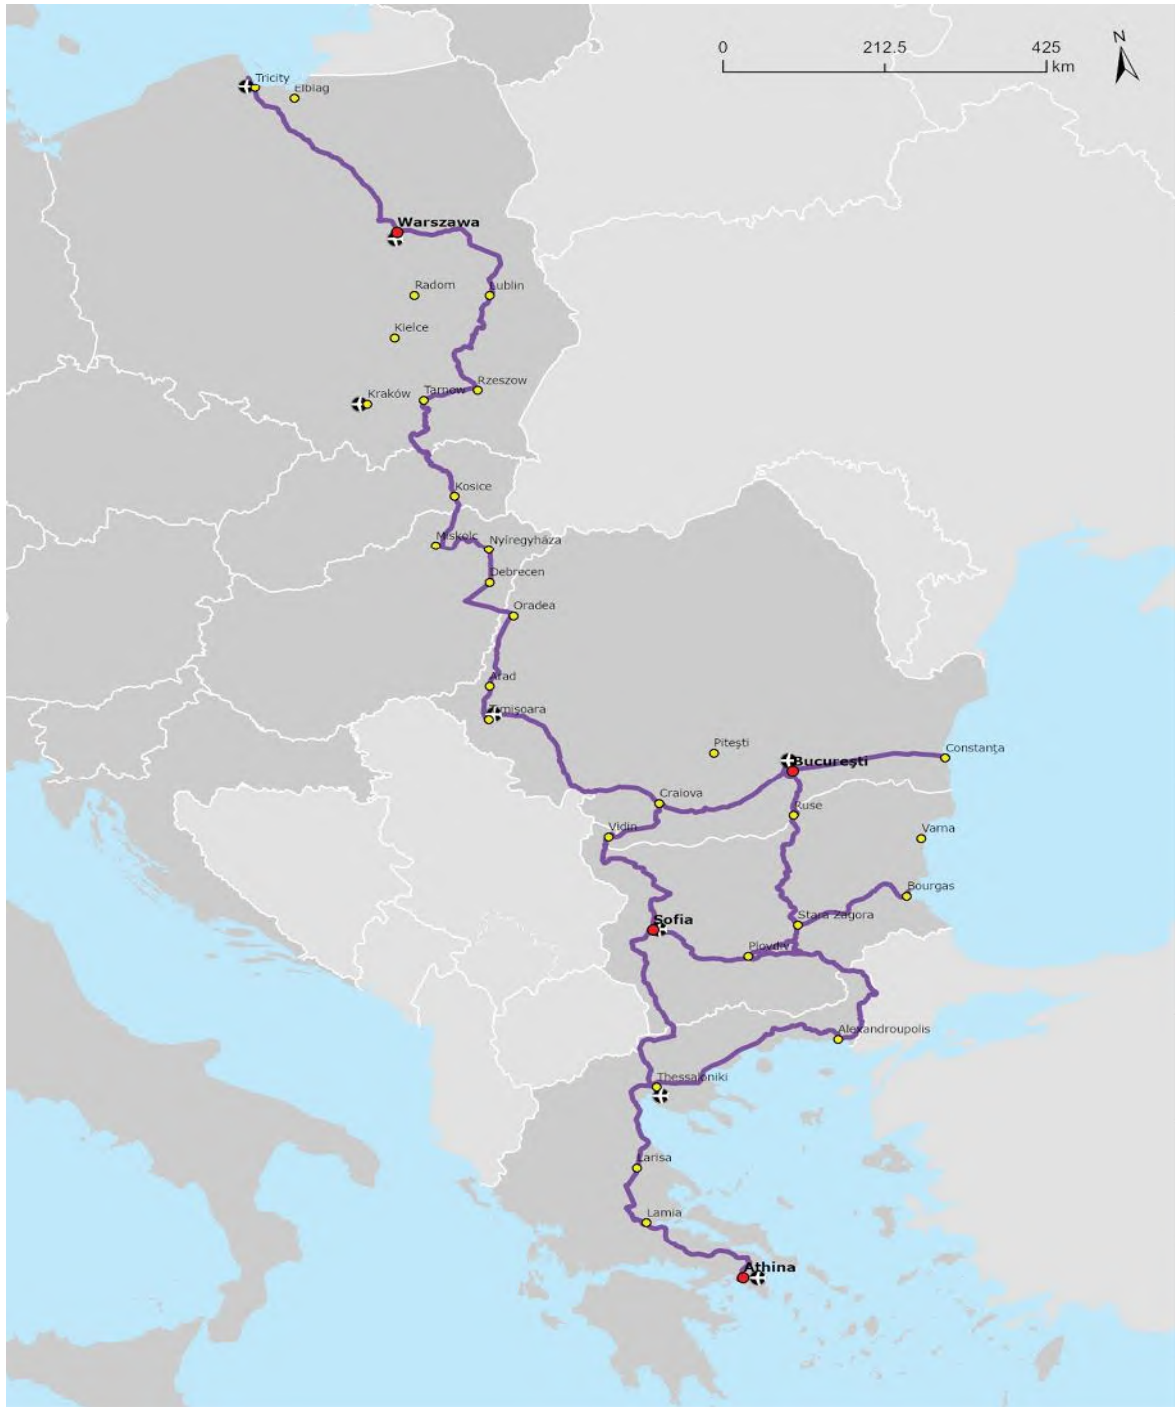 N
0 212.5 425
km
Tricity
Elblag
Warszawa
Radom
Lublin
Kielce
Rzeszow
Kraków
Tarnow
Kosice
Miskolc
Nyíregyháza
Debrecen
Oradea
Arad
Timişoara
Piteşti
Bucureşti
Constanţa
Craiova
Ruse
Vidin
Varna
Bourgas
Sofia
Stara Zagora
Plovdiv
Alexandroupolis
Thessaloniki
Larisa
Lamia
Athina